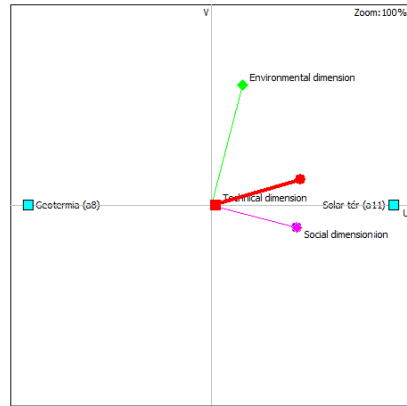 V
Zoom:100%
Environmental dimension
Technical dimension
Geotermia (a8)
Solar tér (a11)
U
Social dimension